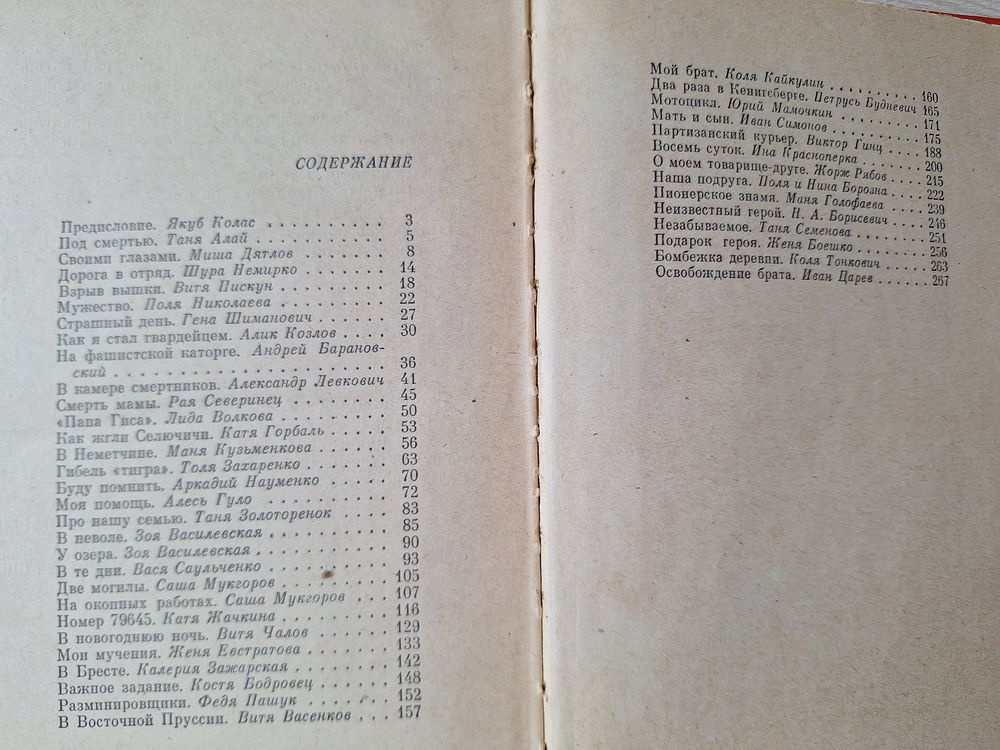 СОДЕРЖАНИЕ
Предисловие. Якуб Колас . . . . . . . . 3
Под смертью. Таня Алай . . . . . . . . 5
Своими глазами. Миша Дятлов . . . . . . 8
Дорога в отряд. Шура Немирко . . . . . 14
Взрыв вышки. Витя Пискун . . . . . . . 18
Мужество. Поля Николаева . . . . . . . 22
Страшный день. Гена Шиманович . . . . . 27
Как я стал гвардейцем. Алик Козлов . . . . 30
На фашистской каторге. Андрей Баранов-
ский . . . . . . . . . . . . . . . . . 36
В камере смертников. Александр Левкович 41
Смерть мамы. Рая Северинец . . . . . . 45
«Папа Гиса». Лида Волкова . . . . . . . 50
Как жгли Селючичи. Катя Горбаль . . . . . 53
В Неметчине. Маня Кузьменкова . . . . . 56
Гибель «тигра». Толя Захаренко . . . . . . 63
Буду помнить. Аркадий Науменко . . . . . 70
Моя помощь. Алесь Гуло . . . . . . . . 72
Про нашу семью. Таня Золоторенок . . . . 83
В неволе. Зоя Василевская . . . . . . . . 85
У озера. Зоя Василевская . . . . . . . . . 90
В те дни. Вася Саульченко . . . . . . . . 93
Две могилы. Саша Мукгоров . . . . . . . 105
На окопных работах. Саша Мукгоров . . . 107
Номер 79645. Катя Жачкина . . . . . . . 116
В новогоднюю ночь. Витя Чалов . . . . . 129
Мои мучения. Женя Евстратова . . . . . . 133
В Бресте. Калерия Зажарская . . . . . . . 142
Важное задание. Костя Бодровец . . . . . . 148
Разминировщики. Федя Пашук . . . . . . 152
В Восточной Пруссии. Витя Васенков . . . 157
Мой брат. Коля Кайкулин . . . . . . . . . 160
Два раза в Кенигсберге. Петрусь Будневич 165
Мотоцикл. Юрий Мамочкин . . . . . . . . 171
Мать и сын. Иван Симонов . . . . . . . . 175
Партизанский курьер. Виктор Гинц . . . . 188
Восемь суток. Ина Красноперка . . . . . . 200
О моем товарище-друге. Жорж Рябов . . . . 215
Наша подруга. Поля и Нина Борозна . . . . 222
Пионерское знамя. Маня Голофаева . . . . 239
Неизвестный герой. Н. А. Борисевич . . . . 246
Незабываемое. Таня Семенова . . . . . . . 251
Подарок героя. Женя Боешко . . . . . . . 256
Бомбежка деревни. Коля Тонкович . . . . . 263
Освобождение брата. Иван Царев . . . . . . 267